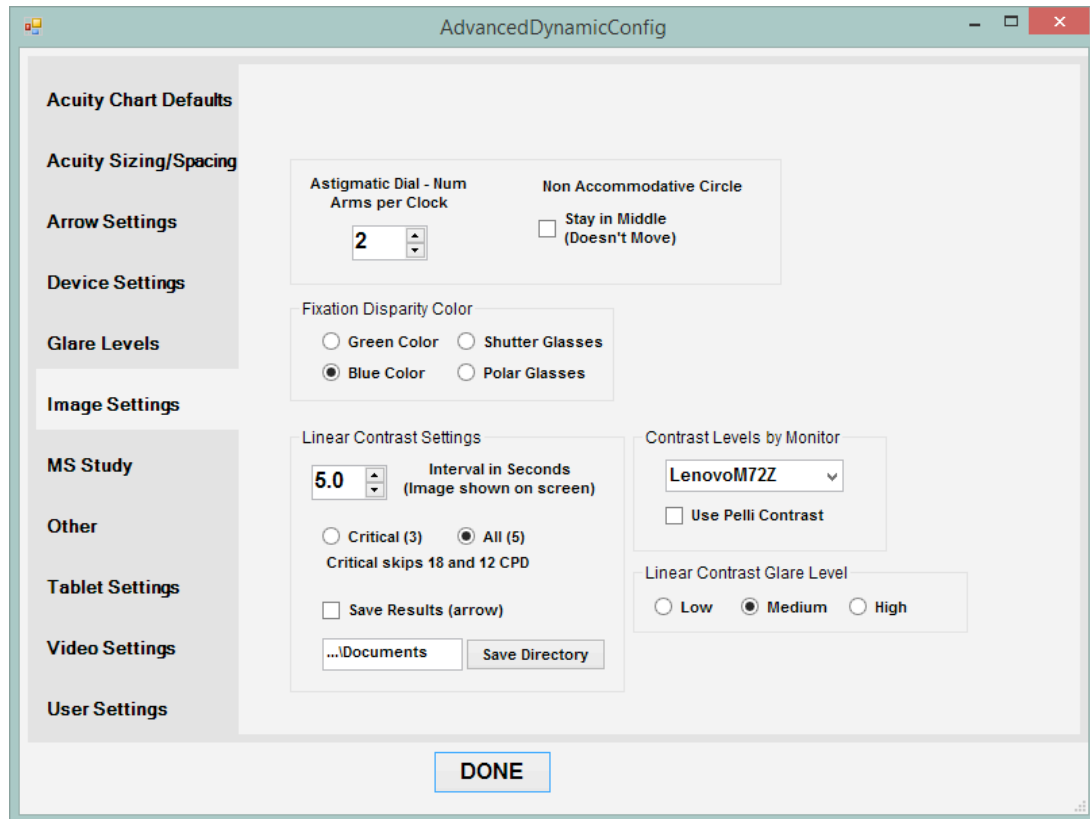 AdvancedDynamicConfig
Acuity Chart Defaults
Acuity Sizing/Spacing
Arrow Settings
Device Settings
Glare Levels
Image Settings
MS Study
Other
Tablet Settings
Video Settings
User Settings
Astigmatic Dial - Num
Arms per Clock
2
Non Accommodative Circle
Stay in Middle
(Doesn't Move)
Fixation Disparity Color
Green Color
Shutter Glasses
Blue Color
Polar Glasses
Linear Contrast Settings
5.0
Interval in Seconds
(Image shown on screen)
Critical (3)
All (5)
Critical skips 18 and 12 CPD
Save Results (arrow)
...\Documents
Save Directory
Contrast Levels by Monitor
LenovoM72Z
Use Pelli Contrast
Linear Contrast Glare Level
Low
Medium
High
DONE